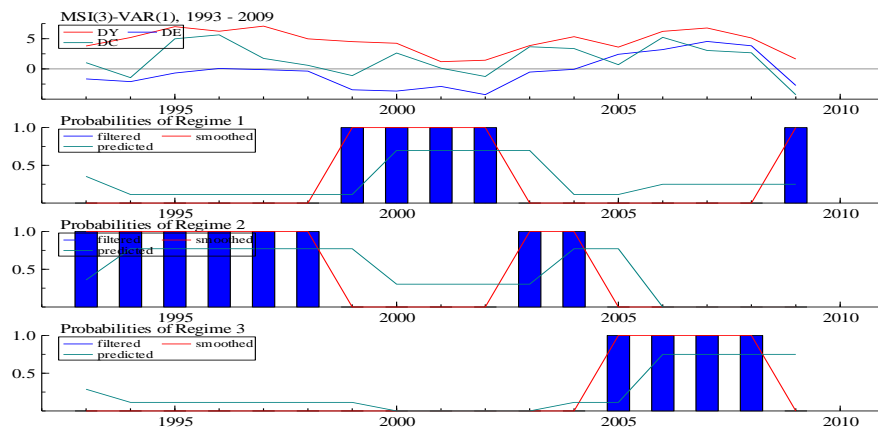 MSI(3)-VAR(1), 1993 - 2009
DY DE
DC
5
0
1995 2000 2005 2010
Probabilities of Regime 1
1.0
filtered smoothed
predicted
0.5
1995 2000 2005 2010
Probabilities of Regime 2
1.0
filtered smoothed
predicted
0.5
1995 2000 2005 2010
Probabilities of Regime 3
1.0
filtered smoothed
predicted
0.5
1995 2000 2005 2010